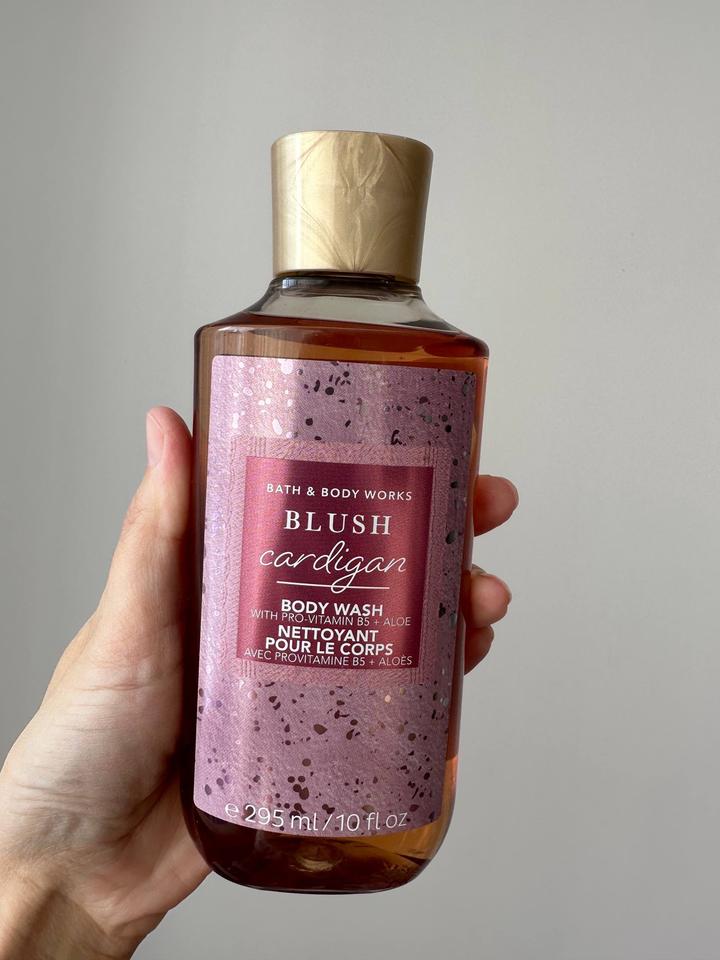 BATH & BODY WORKS
BLUSH
cardigan
BODY WASH
WITH PRO-VITAMIN B5 + ALOE
NETTOYANT
POUR LE CORPS
AVEC PROVITAMINE B5 + ALOÈS
℮ 295 ml / 10 fl oz